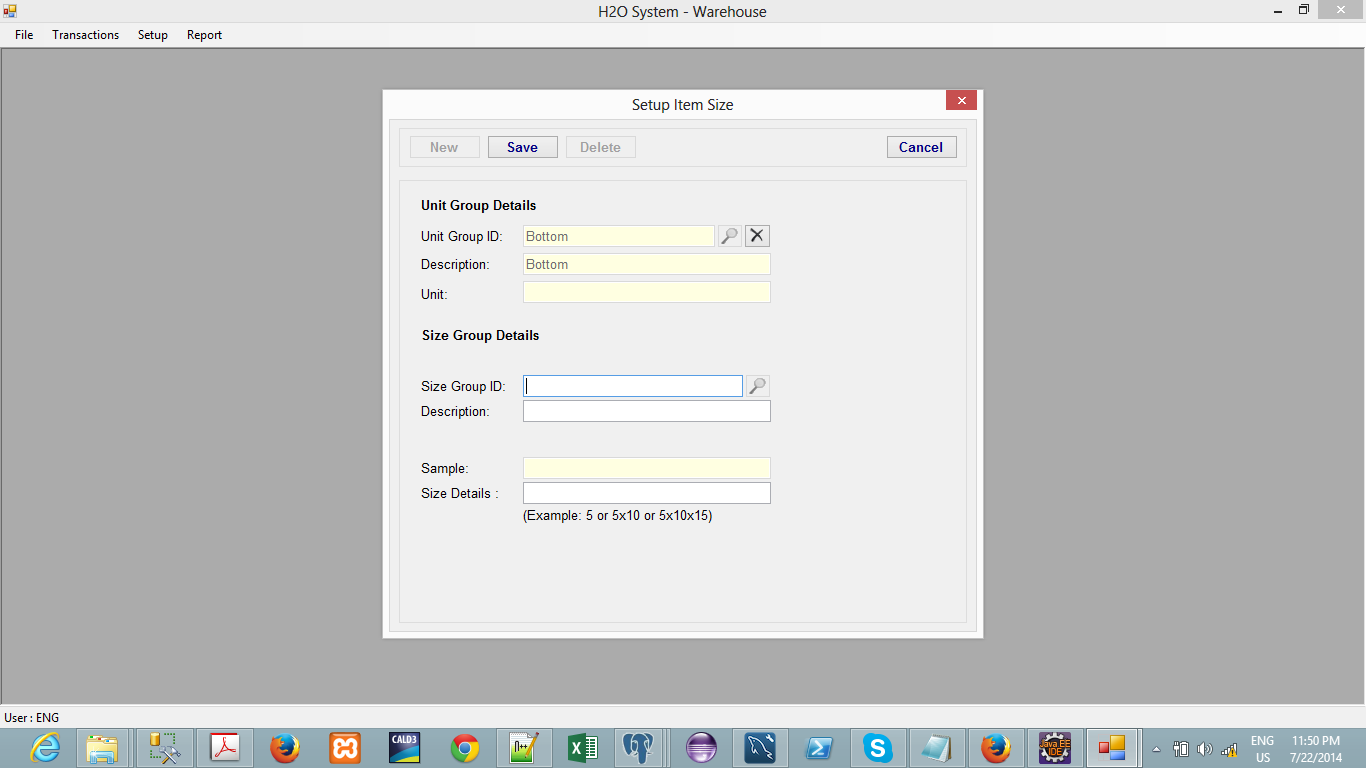 H2O System - Warehouse
File Transactions Setup Report
Setup Item Size
New Save Delete Cancel
Unit Group Details
Unit Group ID: Bottom
Description: Bottom
Unit:
Size Group Details
Size Group ID:
Description:
Sample:
Size Details :
(Example: 5 or 5x10 or 5x10x15)
User : ENG
CALD3
n++
Java EE
IDE
ENG 11:50 PM
US 7/22/2014